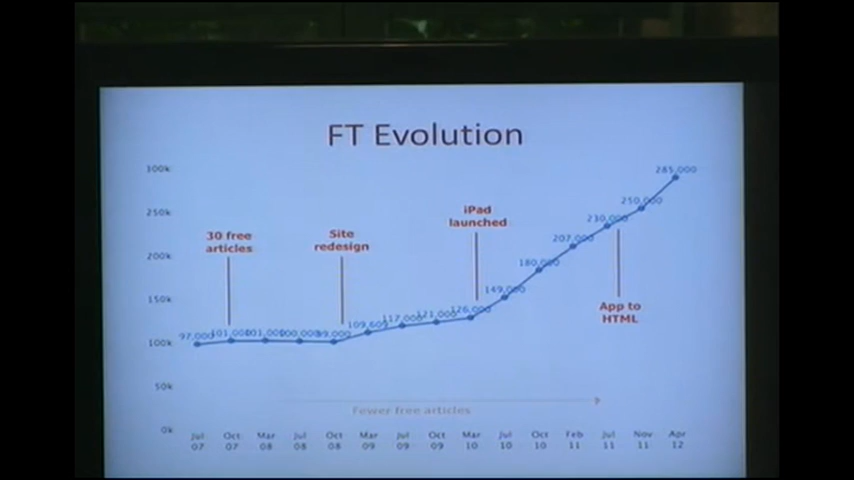 FT Evolution
300k
250k
200k
150k
100k
50k
0k
30 free
articles
Site
redesign
iPad
launched
App to
HTML
97,000
101,000
101,000
100,000
99,000
109,609
117,000
121,000
126,000
149,000
180,000
207,000
230,000
250,000
285,000
Fewer free articles
Jul Oct Mar Jul Oct Mar Jul Oct Mar Jul Oct Feb Jul Nov Apr
07 07 08 08 08 09 09 09 10 10 10 11 11 11 12